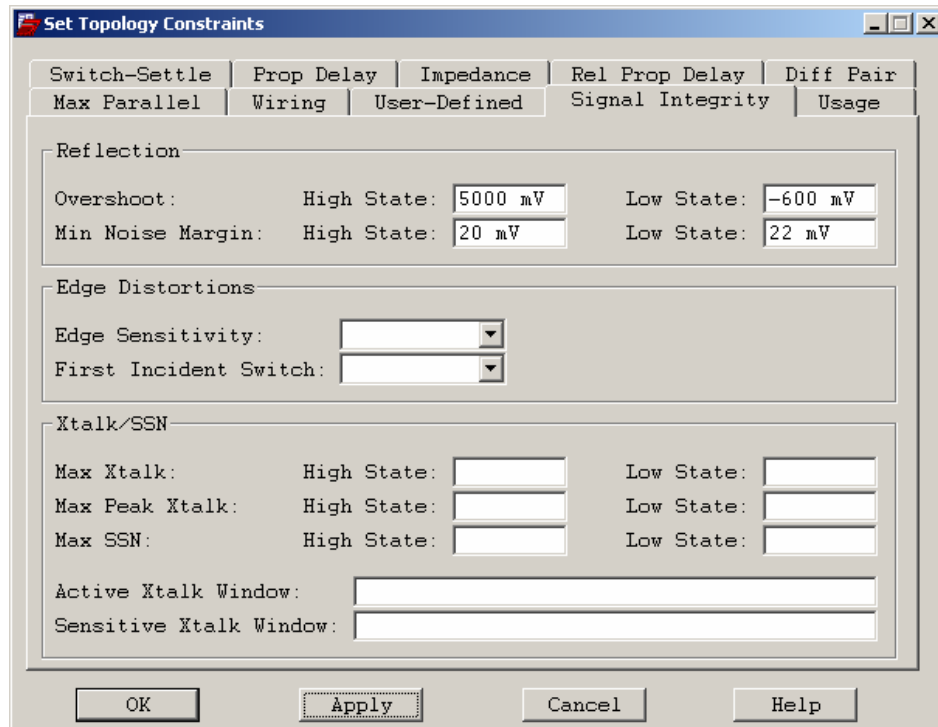 Set Topology Constraints
Switch-Settle Prop Delay Impedance Rel Prop Delay Diff Pair
Max Parallel Wiring User-Defined Signal Integrity Usage
Reflection
Overshoot: High State: 5000 mV Low State: -600 mV
Min Noise Margin: High State: 20 mV Low State: 22 mV
Edge Distortions
Edge Sensitivity:
First Incident Switch:
Xtalk/SSN
Max Xtalk: High State: Low State:
Max Peak Xtalk: High State: Low State:
Max SSN: High State: Low State:
Active Xtalk Window:
Sensitive Xtalk Window:
OK Apply Cancel Help